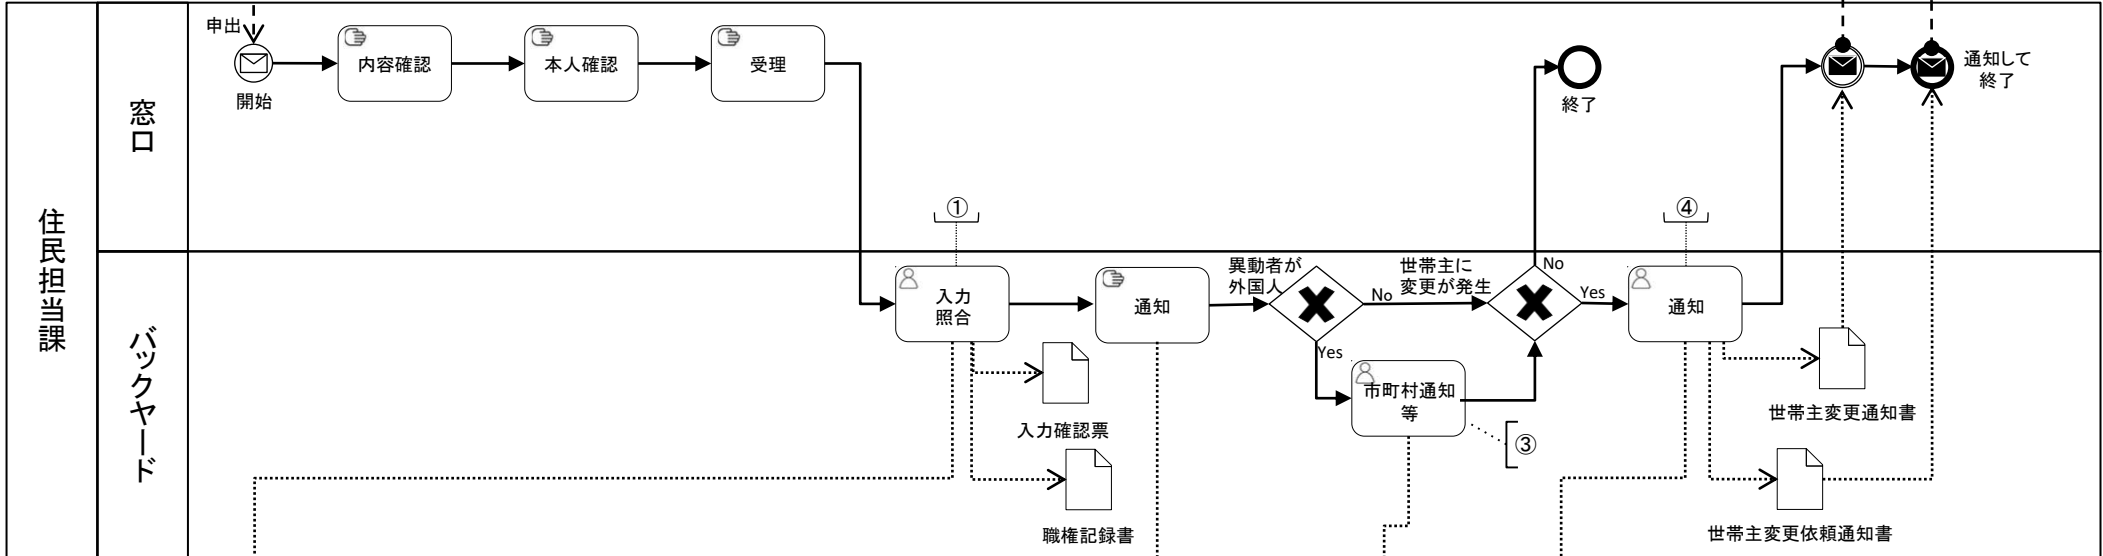 申出
開始
内容確認
本人確認
受理
終了
通知して
終了
窓口
住民担当課
バックヤード
①
④
入力
照合
通知
異動者が
外国人
No
Yes
世帯主に
変更が発生
No
Yes
通知
市町村通知
等
③
入力確認票
職権記録書
世帯主変更通知書
世帯主変更依頼通知書